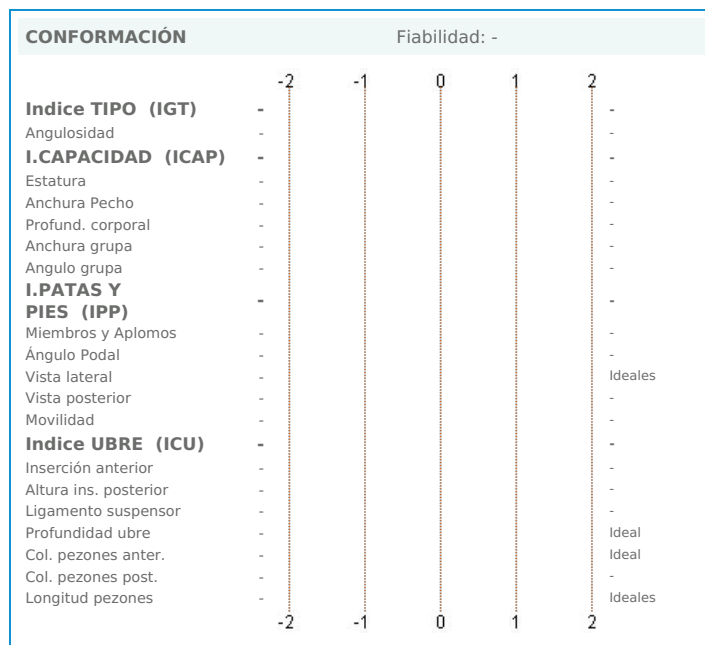 CONFORMACIÓN Fiabilidad: -
-2 -1 0 1 2
Indice TIPO (IGT) - -
Angulosidad - -
I.CAPACIDAD (ICAP) - -
Estatura - -
Anchura Pecho - -
Profund. corporal - -
Anchura grupa - -
Angulo grupa - -
I.PATAS Y
PIES (IPP) - -
Miembros y Aplomos - -
Ángulo Podal - -
Vista lateral - Ideales
Vista posterior - -
Movilidad - -
Indice UBRE (ICU) - -
Inserción anterior - -
Altura ins. posterior - -
Ligamento suspensor - -
Profundidad ubre - Ideal
Col. pezones anter. - Ideal
Col. pezones post. - -
Longitud pezones - Ideales
-2 -1 0 1 2